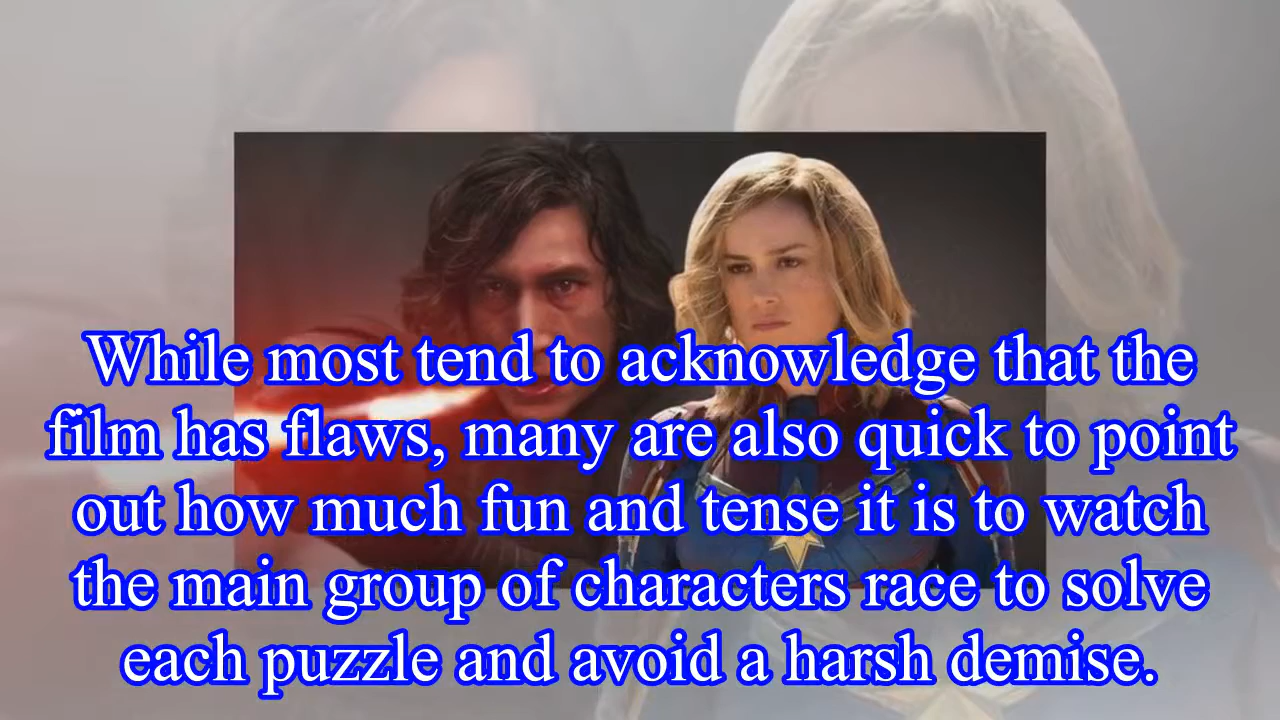 While most tend to acknowledge that the
film has flaws, many are also quick to point
out how much fun and tense it is to watch
the main group of characters race to solve
each puzzle and avoid a harsh demise.